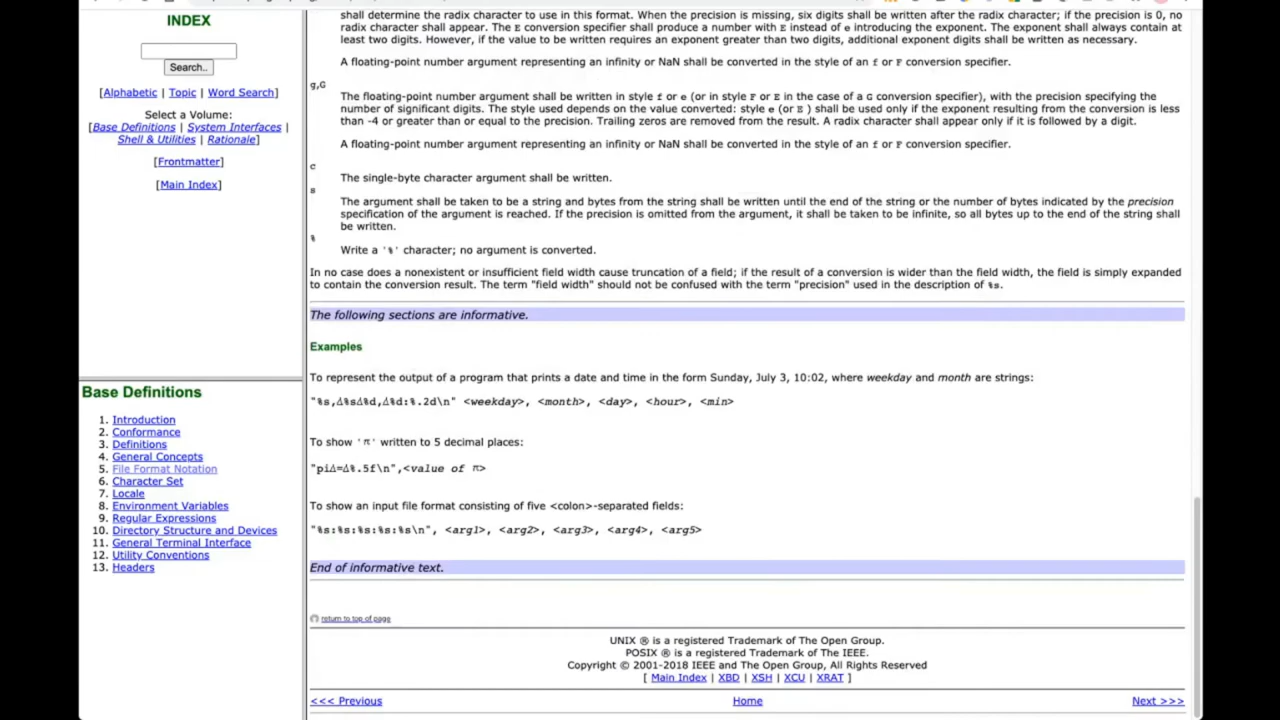 INDEX
Search..
[Alphabetic | Topic | Word Search]
Select a Volume:
[Base Definitions | System Interfaces |
Shell & Utilities | Rationale]
[Frontmatter]
[Main Index]
Base Definitions
1. Introduction
2. Conformance
3. Definitions
4. General Concepts
5. File Format Notation
6. Character Set
7. Locale
8. Environment Variables
9. Regular Expressions
10. Directory Structure and Devices
11. General Terminal Interface
12. Utility Conventions
13. Headers
shall determine the radix character to use in this format. When the precision is missing, six digits shall be written after the radix character; if the precision is 0, no
radix character shall appear. The E conversion specifier shall produce a number with E instead of e introducing the exponent. The exponent shall always contain at
least two digits. However, if the value to be written requires an exponent greater than two digits, additional exponent digits shall be written as necessary.
A floating-point number argument representing an infinity or NaN shall be converted in the style of an f or F conversion specifier.
g,G
The floating-point number argument shall be written in style f or e (or in style F or E in the case of a G conversion specifier), with the precision specifying the
number of significant digits. The style used depends on the value converted: style e (or E ) shall be used only if the exponent resulting from the conversion is less
than -4 or greater than or equal to the precision. Trailing zeros are removed from the result. A radix character shall appear only if it is followed by a digit.
A floating-point number argument representing an infinity or NaN shall be converted in the style of an f or F conversion specifier.
c
The single-byte character argument shall be written.
s
The argument shall be taken to be a string and bytes from the string shall be written until the end of the string or the number of bytes indicated by the precision
specification of the argument is reached. If the precision is omitted from the argument, it shall be taken to be infinite, so all bytes up to the end of the string shall
be written.
%
Write a '%' character; no argument is converted.
In no case does a nonexistent or insufficient field width cause truncation of a field; if the result of a conversion is wider than the field width, the field is simply expanded
to contain the conversion result. The term "field width" should not be confused with the term "precision" used in the description of %s.
The following sections are informative.
Examples
To represent the output of a program that prints a date and time in the form Sunday, July 3, 10:02, where weekday and month are strings:
"%s,Δ%sΔ%d,Δ%d:%.2d\n" <weekday>, <month>, <day>, <hour>, <min>
To show 'π' written to 5 decimal places:
"piΔ=Δ%.5f\n",<value of π>
To show an input file format consisting of five <colon>-separated fields:
"%s:%s:%s:%s:%s\n", <arg1>, <arg2>, <arg3>, <arg4>, <arg5>
End of informative text.
return to top of page
UNIX ® is a registered Trademark of The Open Group.
POSIX ® is a registered Trademark of The IEEE.
Copyright © 2001-2018 IEEE and The Open Group, All Rights Reserved
[ Main Index | XBD | XSH | XCU | XRAT ]
<<< Previous
Home
Next >>>